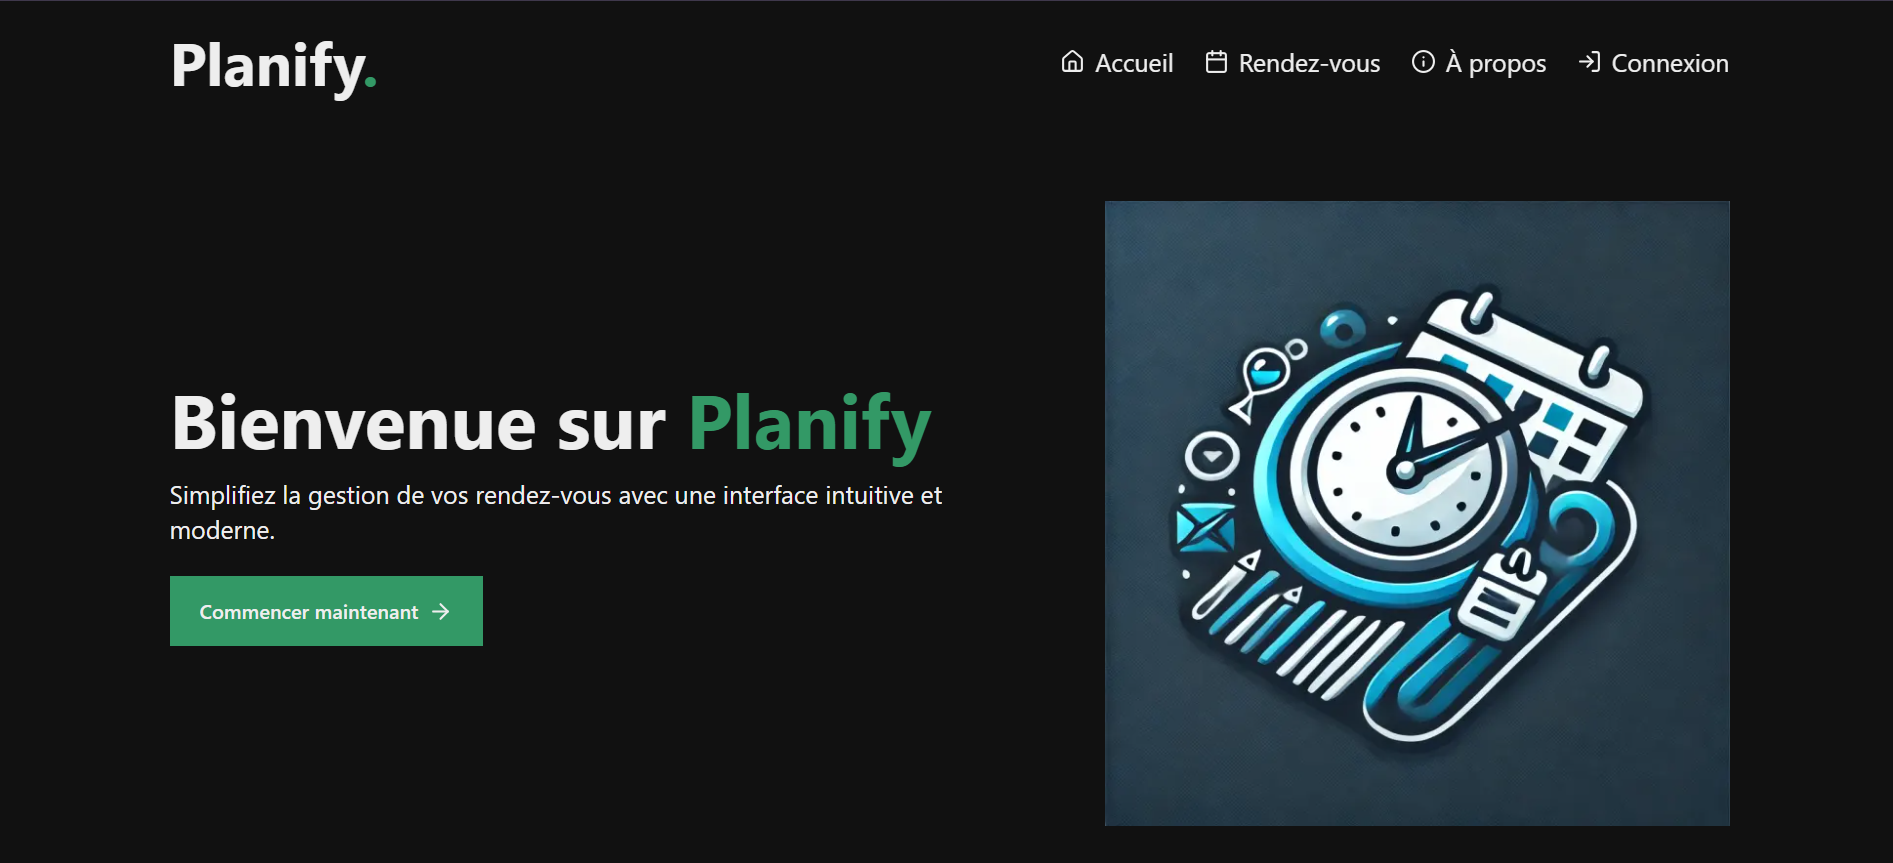 Planify.
Accueil Rendez-vous À propos Connexion
Bienvenue sur Planify
Simplifiez la gestion de vos rendez-vous avec une interface intuitive et
moderne.
Commencer maintenant